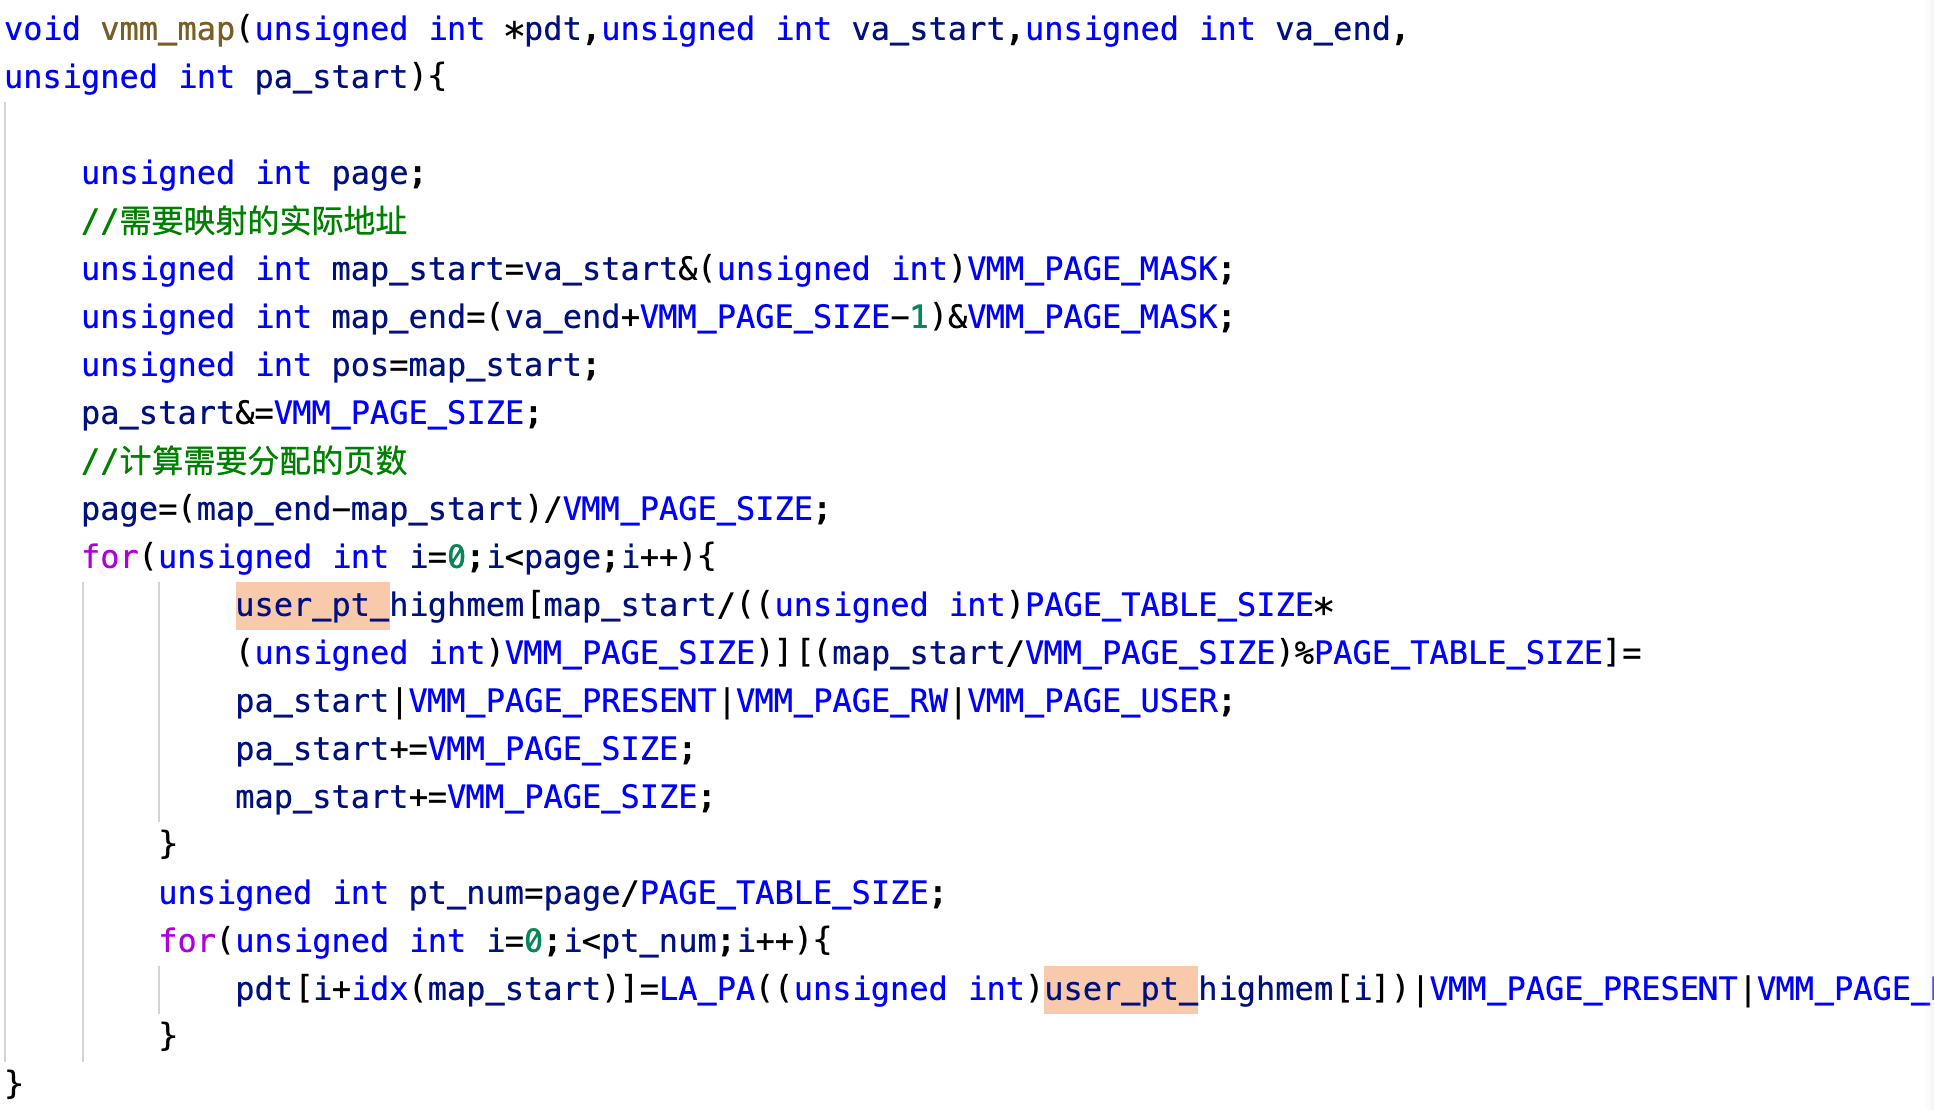 void vmm_map(unsigned int *pdt,unsigned int va_start,unsigned int va_end,
unsigned int pa_start){
unsigned int page;
//需要映射的实际地址
unsigned int map_start=va_start&(unsigned int)VMM_PAGE_MASK;
unsigned int map_end=(va_end+VMM_PAGE_SIZE-1)&VMM_PAGE_MASK;
unsigned int pos=map_start;
pa_start&=VMM_PAGE_SIZE;
//计算需要分配的页数
page=(map_end-map_start)/VMM_PAGE_SIZE;
for(unsigned int i=0;i<page;i++){
user_pt_highmem[map_start/((unsigned int)PAGE_TABLE_SIZE*
(unsigned int)VMM_PAGE_SIZE)][(map_start/VMM_PAGE_SIZE)%PAGE_TABLE_SIZE]=
pa_start|VMM_PAGE_PRESENT|VMM_PAGE_RW|VMM_PAGE_USER;
pa_start+=VMM_PAGE_SIZE;
map_start+=VMM_PAGE_SIZE;
}
unsigned int pt_num=page/PAGE_TABLE_SIZE;
for(unsigned int i=0;i<pt_num;i++){
pdt[i+idx(map_start)]=LA_PA((unsigned int)user_pt_highmem[i])|VMM_PAGE_PRESENT|VMM_PAGE_
}
}